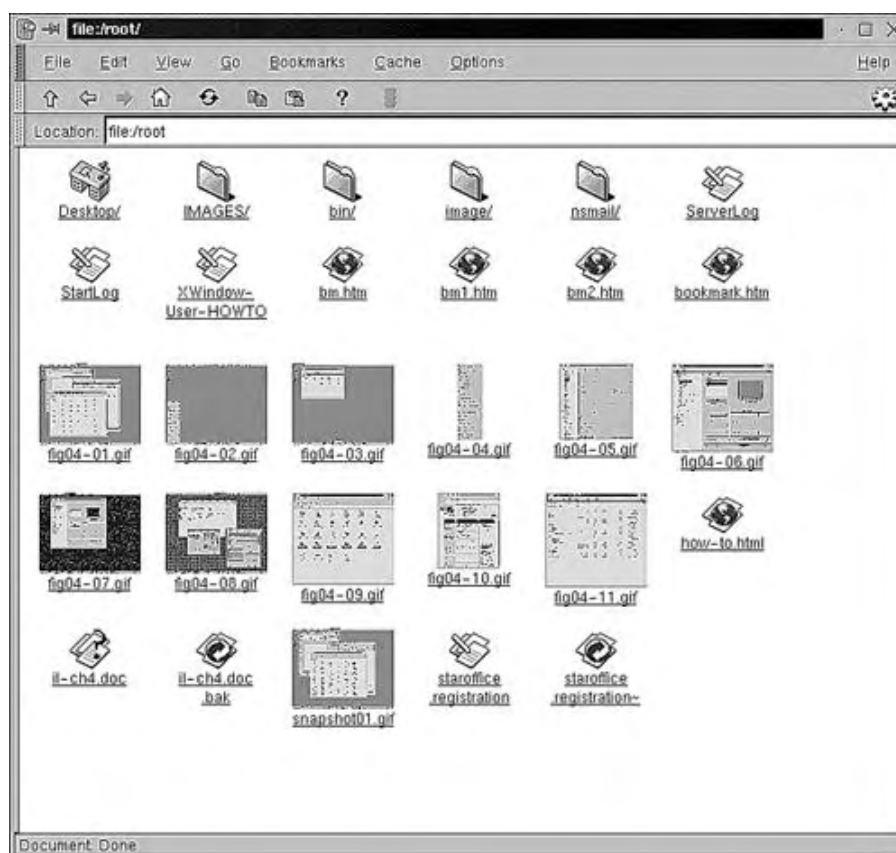 file:/root/
File Edit View Go Bookmarks Cache Options Help
?
Location: file:/root
Desktop/ IMAGES/ bin/ image/ nsmail/ ServerLog
StartLog XWindow- bm.htm bm1.htm bm2.htm bookmark.htm
User-HOWTO
fig04-01.gif fig04-02.gif fig04-03.gif fig04-04.gif fig04-05.gif fig04-06.gif
fig04-07.gif fig04-08.gif fig04-09.gif fig04-10.gif fig04-11.gif how-to.html
il-ch4.doc il-ch4.doc snapshot01.gif staroffice staroffice
.bak .registration .registration~
Document: Done